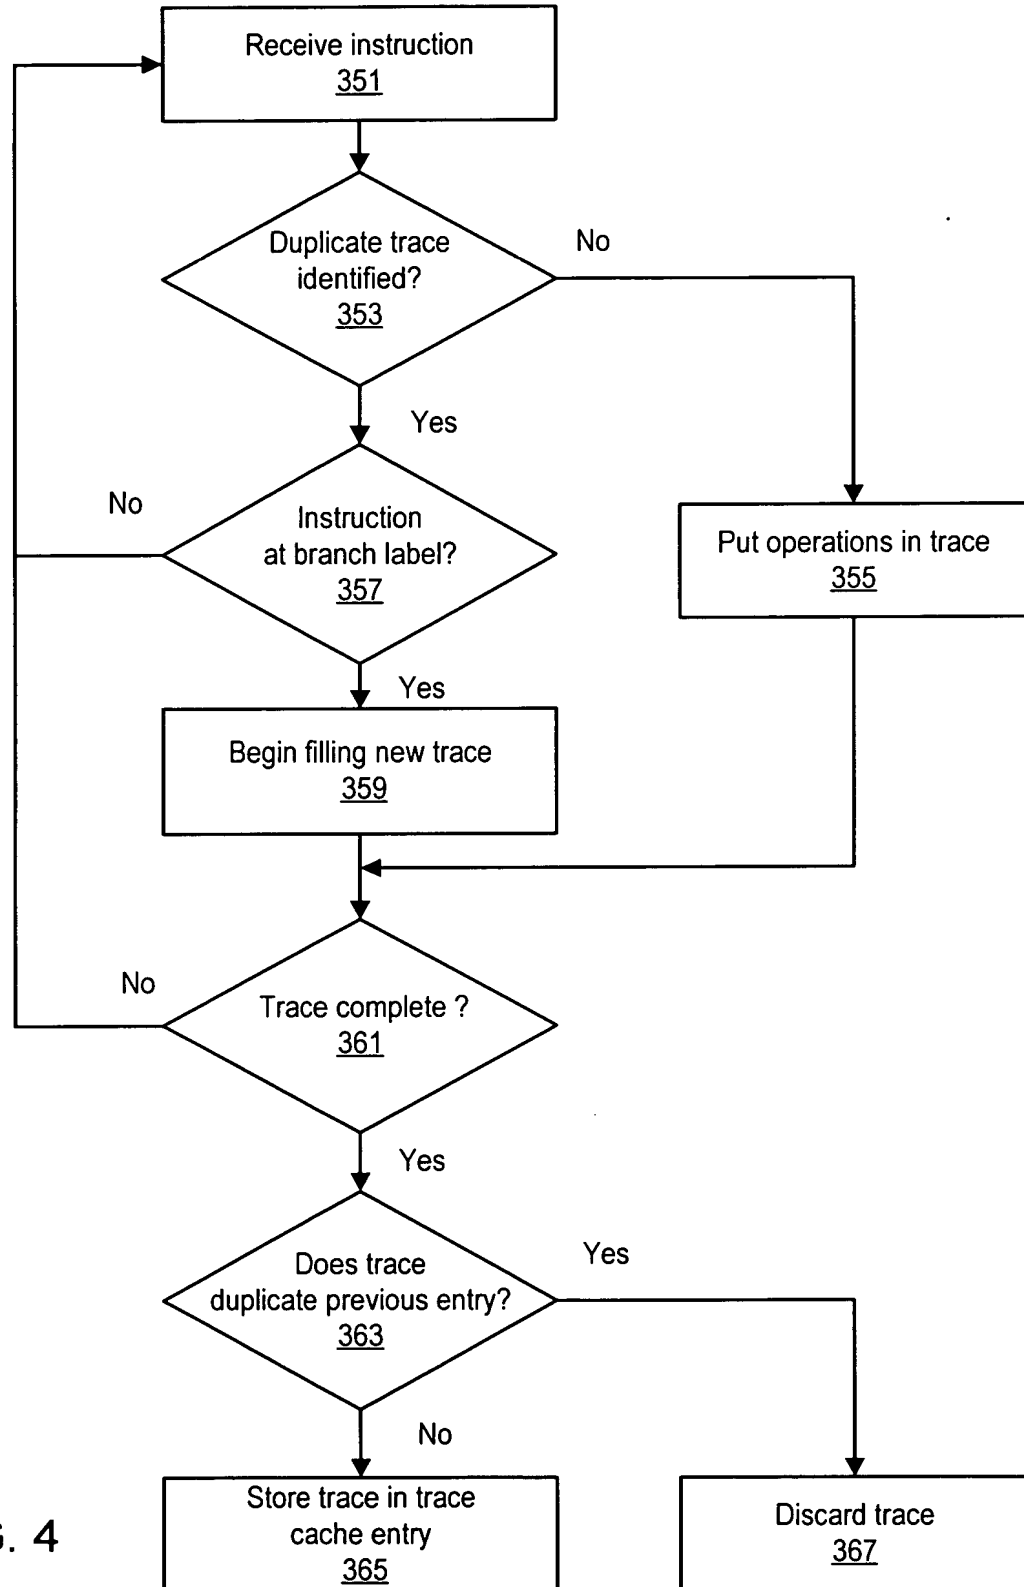 Receive instruction
351
Duplicate trace
identified?
353
No
Yes
Instruction
at branch label?
357
No
Put operations in trace
355
Yes
Begin filling new trace
359
No
Trace complete ?
361
Yes
Does trace
duplicate previous entry?
363
Yes
No
Store trace in trace
cache entry
365
Discard trace
367
. 4